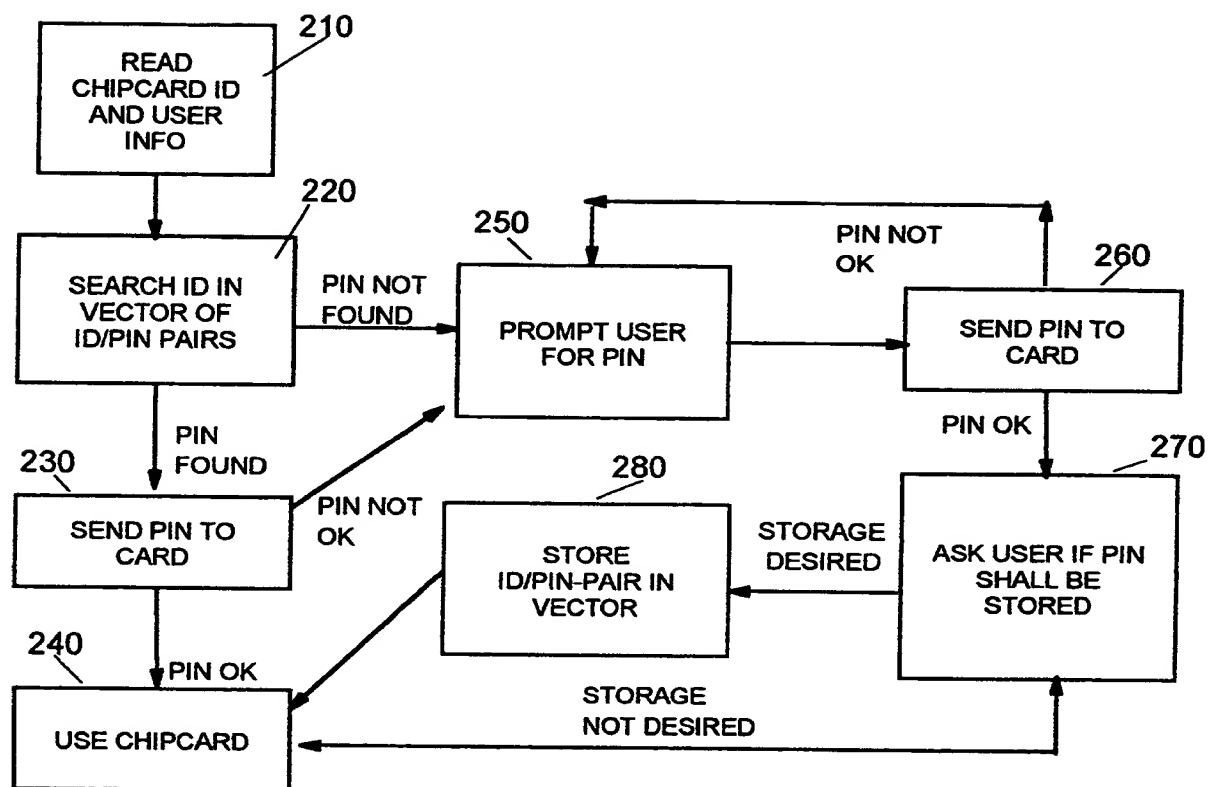 210
READ
CHIPCARD ID
AND USER
INFO
220
SEARCH ID IN
VECTOR OF
ID/PIN PAIRS
PIN NOT
FOUND
250
PROMPT USER
FOR PIN
PIN NOT
OK
260
SEND PIN TO
CARD
PIN
FOUND
230
SEND PIN TO
CARD
PIN NOT
OK
PIN OK
270
ASK USER IF PIN
SHALL BE
STORED
STORAGE
DESIRED
280
STORE
ID/PIN-PAIR IN
VECTOR
PIN OK
240
USE CHIPCARD
STORAGE
NOT DESIRED